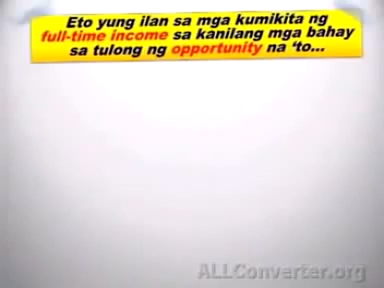 Eto yung ilan sa mga kumikita ng
full-time income sa kanilang mga bahay
sa tulong ng opportunity na 'to...
ALLConverter.org